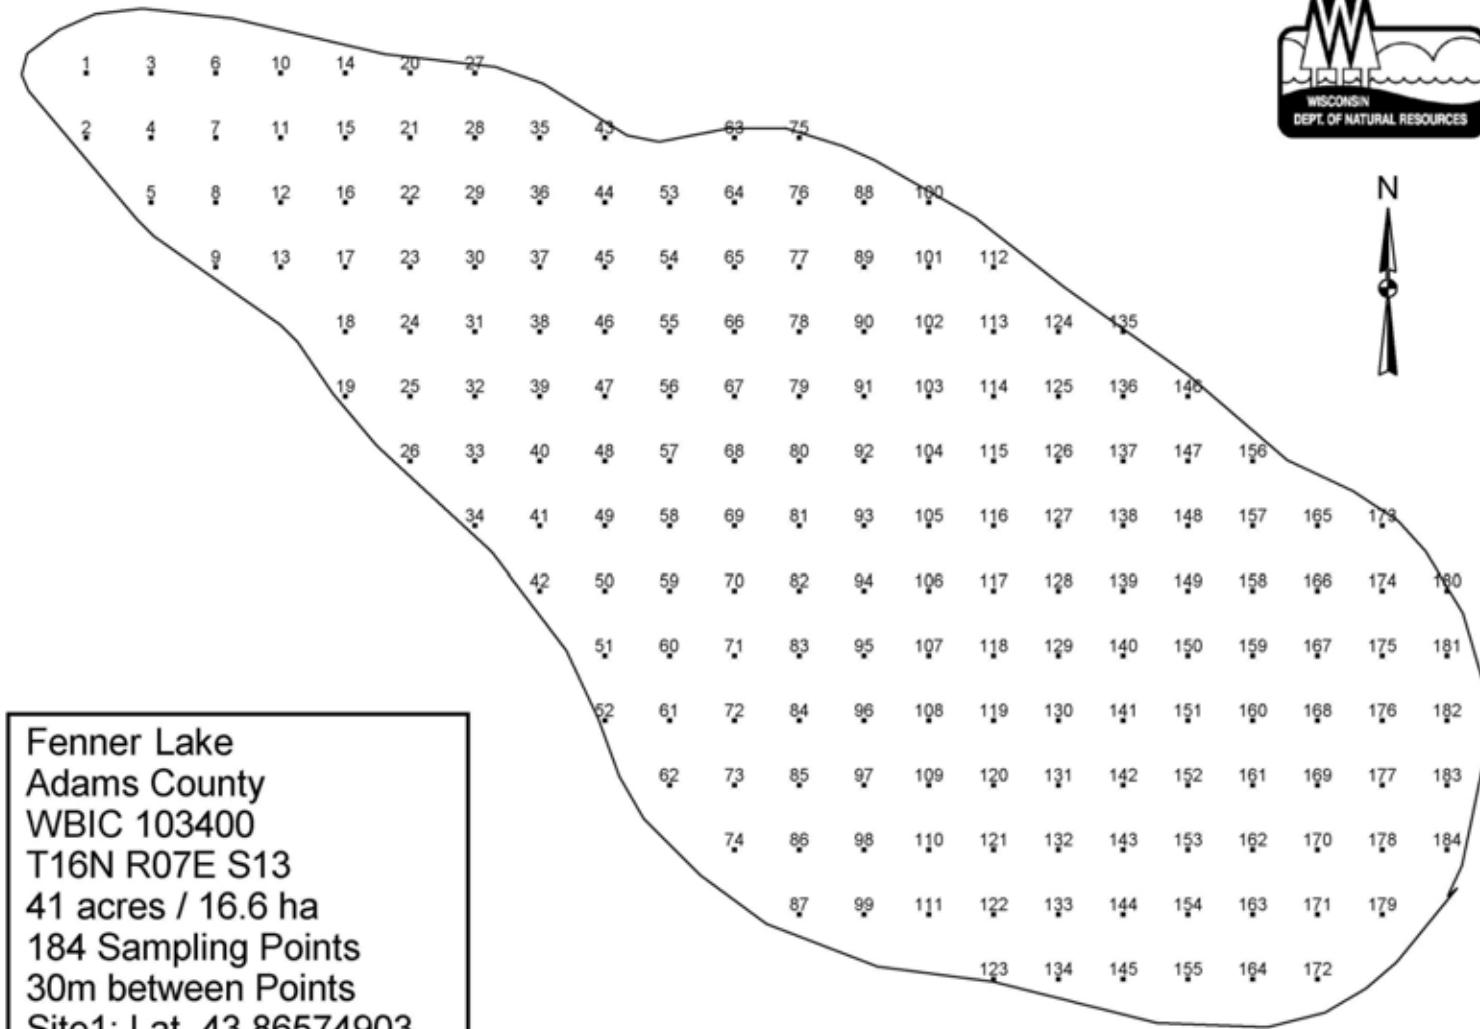 WISCONSIN
DEPT. OF NATURAL RESOURCES
1 3 6 10 14 20 27
2 4 7 11 15 21 28 35 43 63 75
5 8 12 16 22 29 36 44 53 64 76 88 100
N
9 13 17 23 30 37 45 54 65 77 89 101 112
18 24 31 38 46 55 66 78 90 102 113 124 135
19 25 32 39 47 56 67 79 91 103 114 125 136 146
26 33 40 48 57 68 80 92 104 115 126 137 147 156
34 41 49 58 69 81 93 105 116 127 138 148 157 165 173
42 50 59 70 82 94 106 117 128 139 149 158 166 174 180
51 60 71 83 95 107 118 129 140 150 159 167 175 181
52 61 72 84 96 108 119 130 141 151 160 168 176 182
62 73 85 97 109 120 131 142 152 161 169 177 183
74 86 98 110 121 132 143 153 162 170 178 184
87 99 111 122 133 144 154 163 171 179
123 134 145 155 164 172
Fenner Lake
Adams County
WBIC 103400
T16N R07E S13
41 acres / 16.6 ha
184 Sampling Points
30m between Points
Site1: Lat. 43.86574903